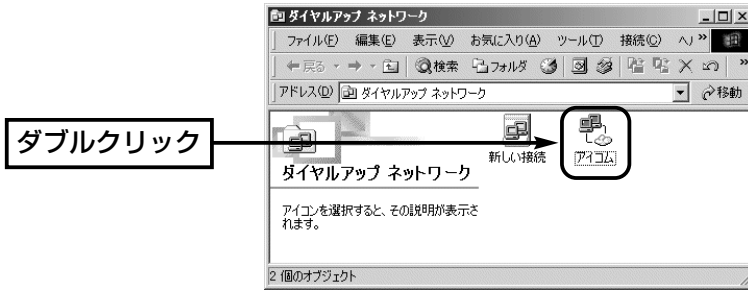 ダイヤルアップ ネットワーク
ファイル(F) 編集(E) 表示(V) お気に入り(A) ツール(T) 接続(C) ヘ/ »
戻る 検索 フォルダ »
アドレス(D) ダイヤルアップ ネットワーク 移動
ダブルクリック
新しい接続 アイコム
ダイヤルアップ ネットワーク
アイコンを選択すると、その説明が表示さ
れます。
2 個のオブジェクト